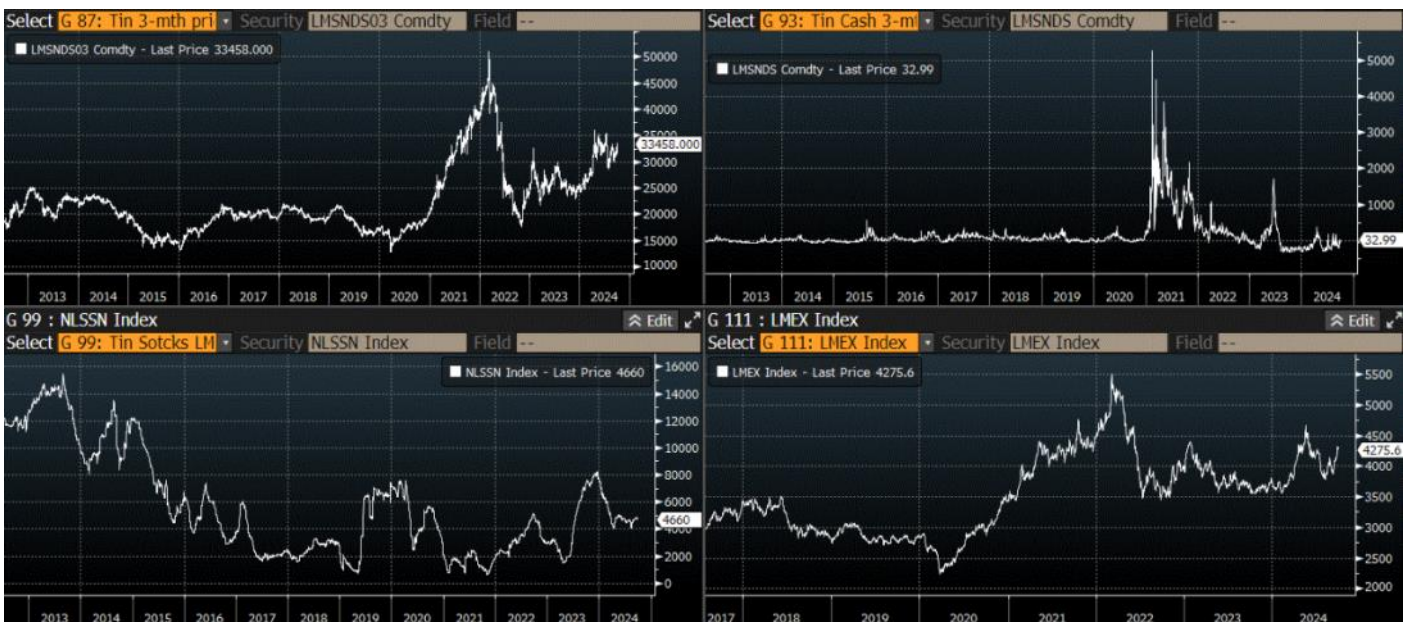 Select G 87: Tin 3-mth pri Security LMSNDS03 Comdty Field --
LMSNDS03 Comdty - Last Price 33458.000
50000
45000
40000
35000
33458.000
30000
25000
20000
15000
10000
2013 2014 2015 2016 2017 2018 2019 2020 2021 2022 2023 2024
Select G 93: Tin Cash 3-m Security LMSNDS Comdty Field --
LMSNDS Comdty - Last Price 32.99
5000
4000
3000
2000
1000
32.99
2013 2014 2015 2016 2017 2018 2019 2020 2021 2022 2023 2024
G 99 : NLSSN Index Edit
Select G 99: Tin Sotcks LM Security NLSSN Index Field --
NLSSN Index - Last Price 4660
16000
14000
12000
10000
8000
6000
4660
4000
2000
0
2013 2014 2015 2016 2017 2018 2019 2020 2021 2022 2023 2024
G 111 : LMEX Index Edit
Select G 111: LMEX Index Security LMEX Index Field --
LMEX Index - Last Price 4275.6
5500
5000
4500
4275.6
4000
3500
3000
2500
2000
2017 2018 2019 2020 2021 2022 2023 2024